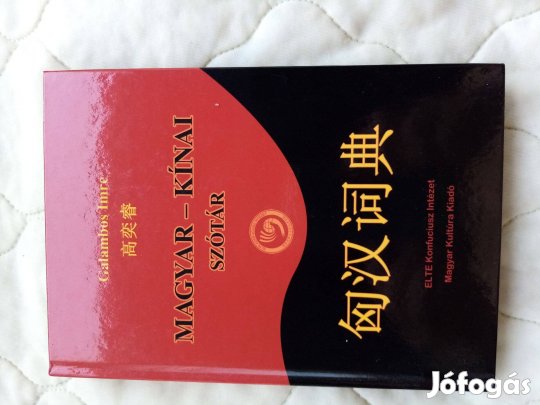 Galambos Imre
高奕睿
MAGYAR – KÍNAI
SZÓTÁR
匈汉词典
ELTE Konfuciusz Intézet
Magyar Kultúra Kiadó
Jófogás